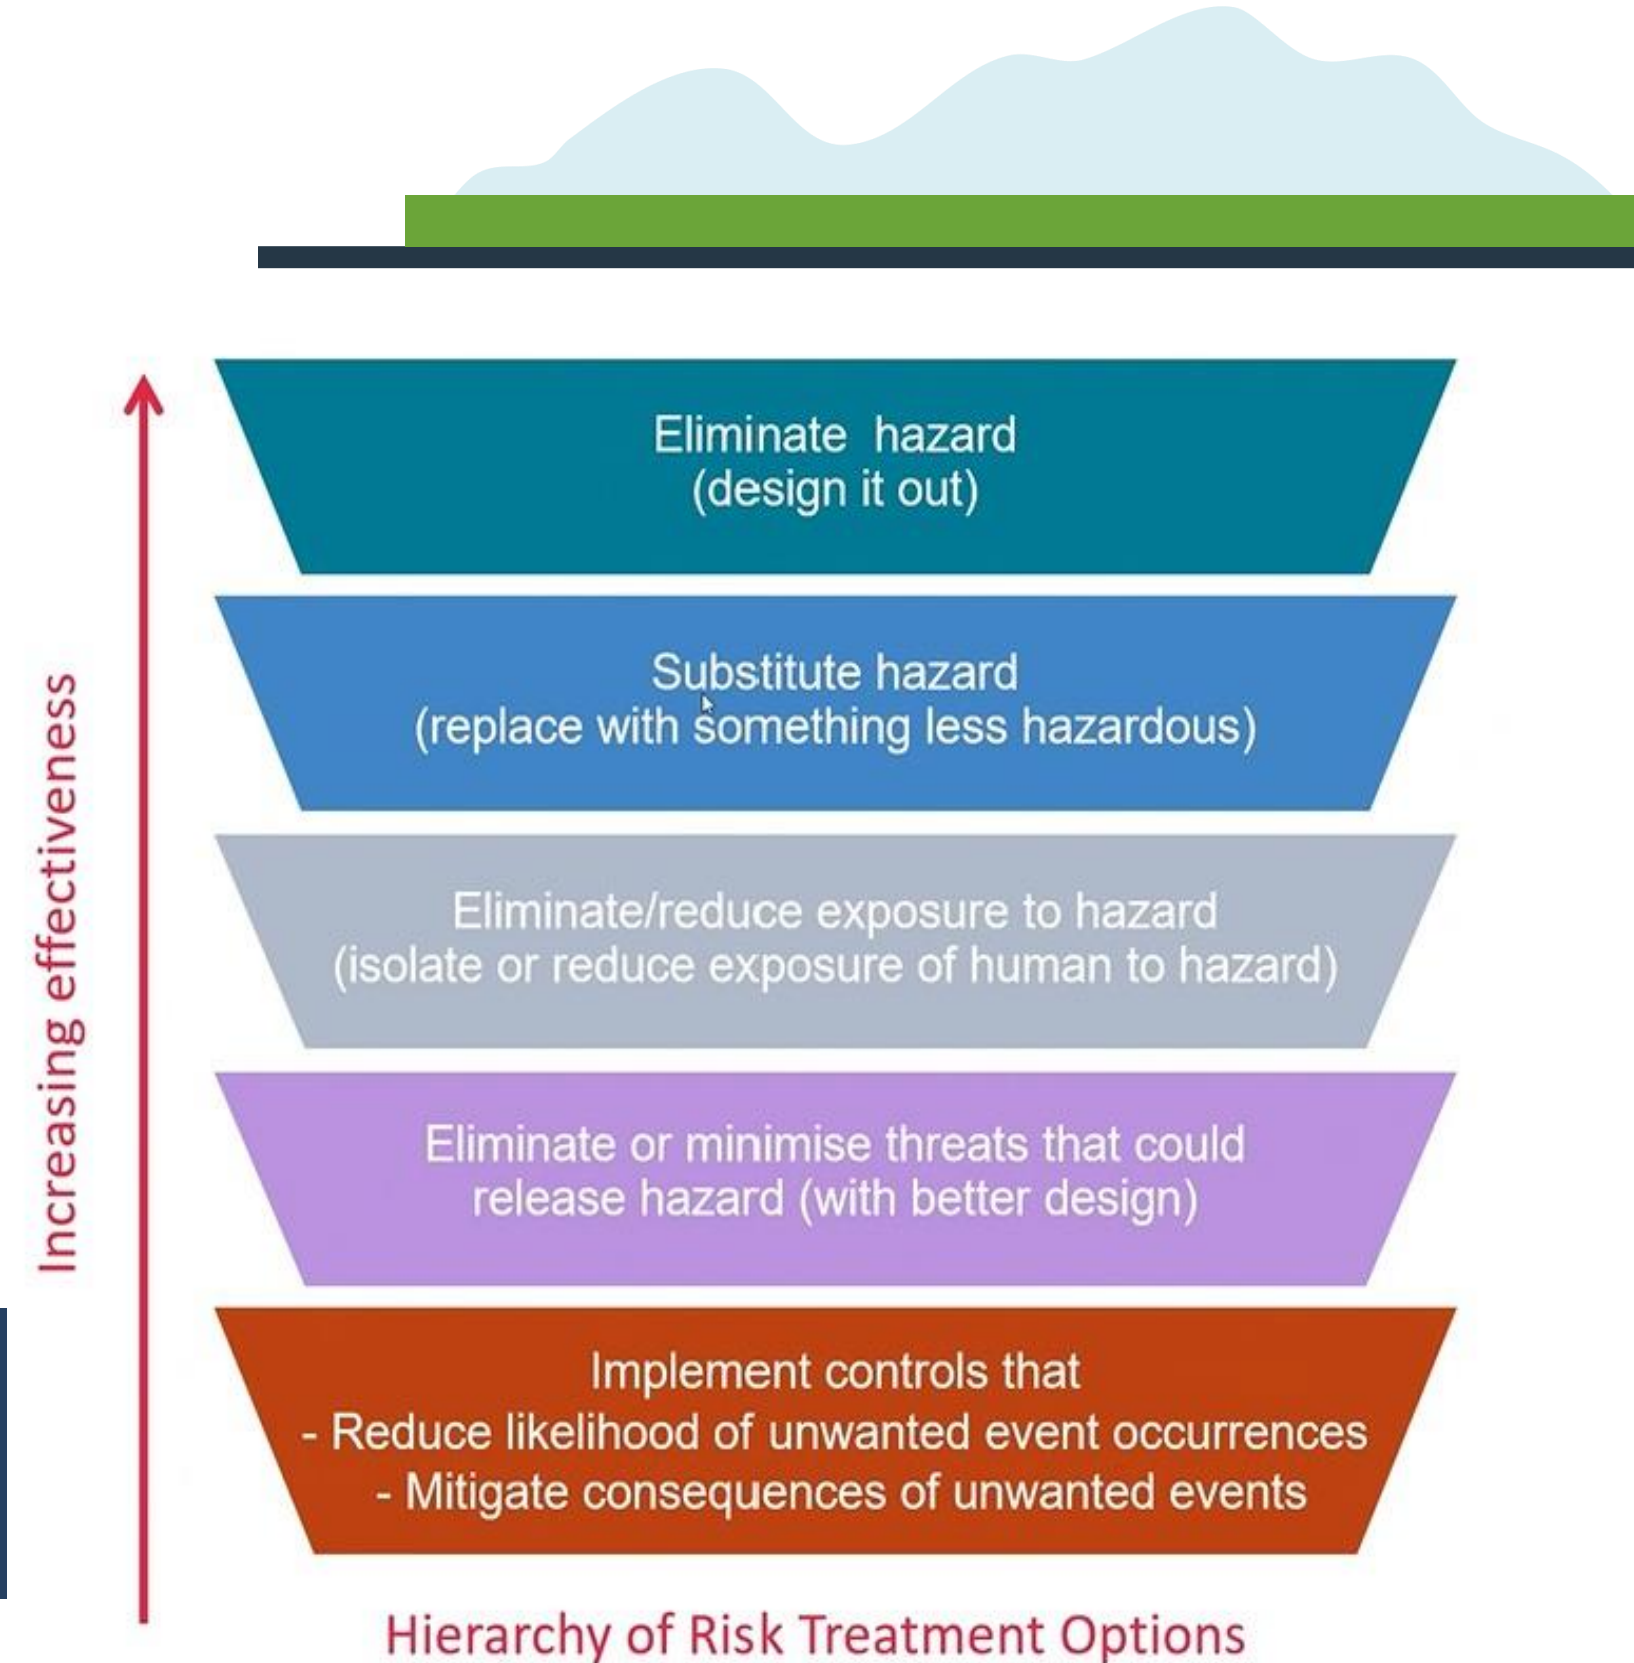 Increasing effectiveness
Eliminate hazard
(design it out)
Substitute hazard
(replace with something less hazardous)
Eliminate/reduce exposure to hazard
(isolate or reduce exposure of human to hazard)
Eliminate or minimise threats that could
release hazard (with better design)
Implement controls that
- Reduce likelihood of unwanted event occurrences
- Mitigate consequences of unwanted events
Hierarchy of Risk Treatment Options